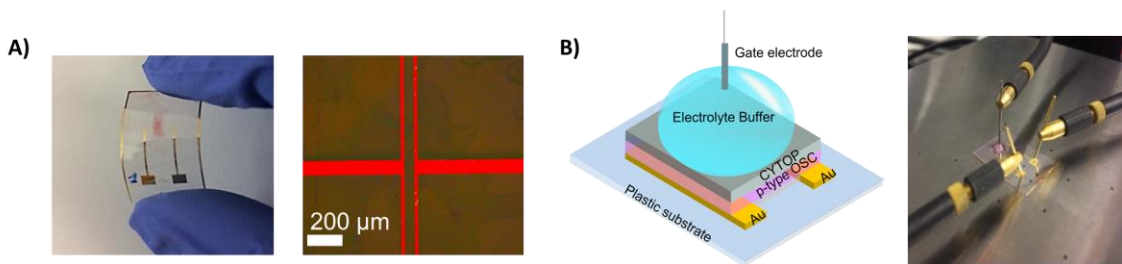 A)
200 µm
B)
Gate electrode
Electrolyte Buffer
CYTOP
p-type OSC
Au
Au
Plastic substrate